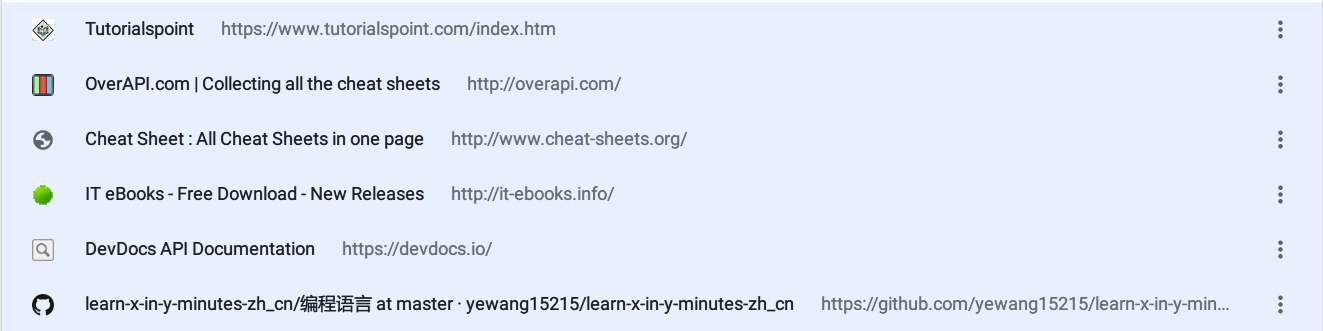 Tutorialspoint https://www.tutorialspoint.com/index.htm
OverAPI.com | Collecting all the cheat sheets http://overapi.com/
Cheat Sheet : All Cheat Sheets in one page http://www.cheat-sheets.org/
IT eBooks - Free Download - New Releases http://it-ebooks.info/
DevDocs API Documentation https://devdocs.io/
learn-x-in-y-minutes-zh_cn/编程语言 at master · yewang15215/learn-x-in-y-minutes-zh_cn https://github.com/yewang15215/learn-x-in-y-min...